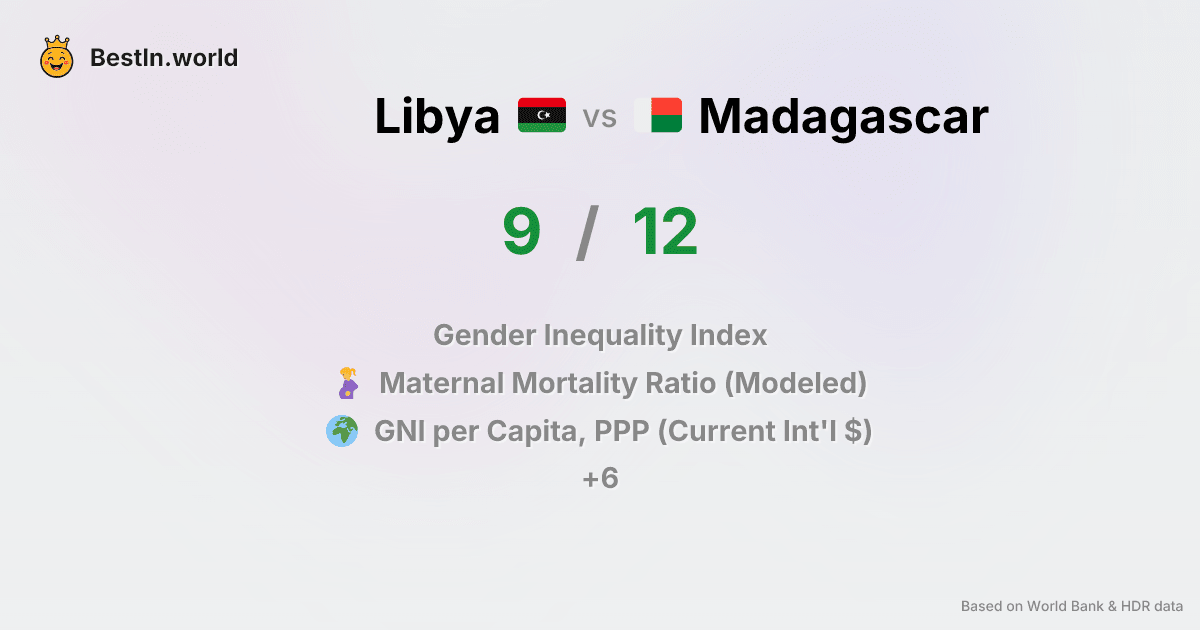 BestIn.world
Libya vs Madagascar
9 / 12
Gender Inequality Index
Maternal Mortality Ratio (Modeled)
GNI per Capita, PPP (Current Int'l $)
+6
Based on World Bank & HDR data